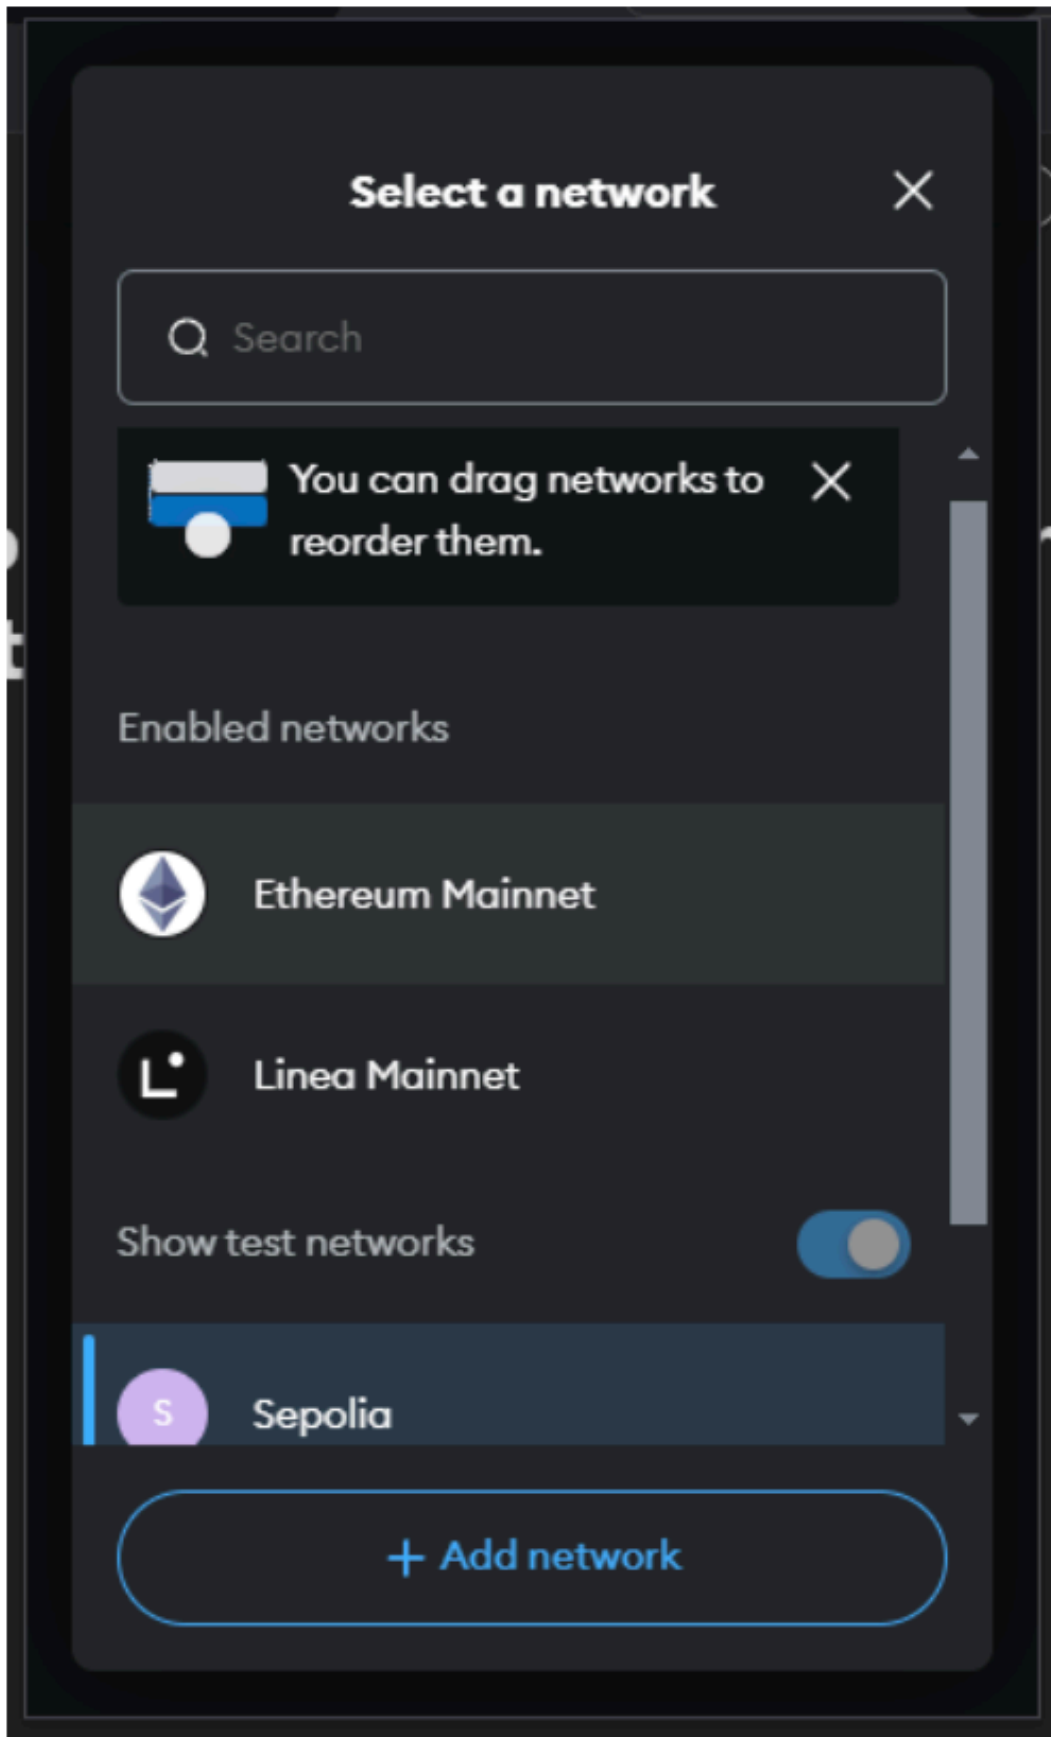 Select a network
Search
You can drag networks to
reorder them.
Enabled networks
Ethereum Mainnet
L
Linea Mainnet
Show test networks
S
Sepolia
+ Add network